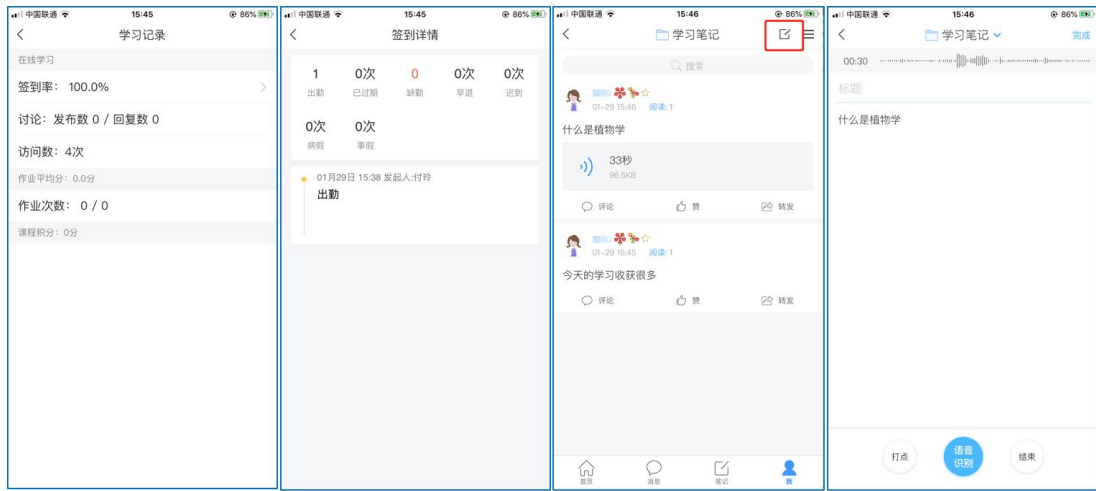 中国联通 15:45 86%
学习记录
在线学习
签到率： 100.0%
讨论：发布数 0 / 回复数 0
访问数：4次
作业平均分：0.0分
作业次数： 0 / 0
课程积分：0分
中国联通 15:45 86%
签到详情
1 0次 0 0次 0次
出勤 已过期 缺勤 早退 迟到
0次 0次
病假 事假
01月29日 15:38 发起人:付玲
出勤
中国联通 15:46 86%
学习笔记
搜索
01-29 15:46 阅读: 1
什么是植物学
33秒
96.5KB
评论 赞 转发
01-29 15:45 阅读: 1
今天的学习收获很多
评论 赞 转发
首页 消息 笔记 我
中国联通 15:46 86%
学习笔记 完成
00:30
标题
什么是植物学
打点 语音 结束
识别